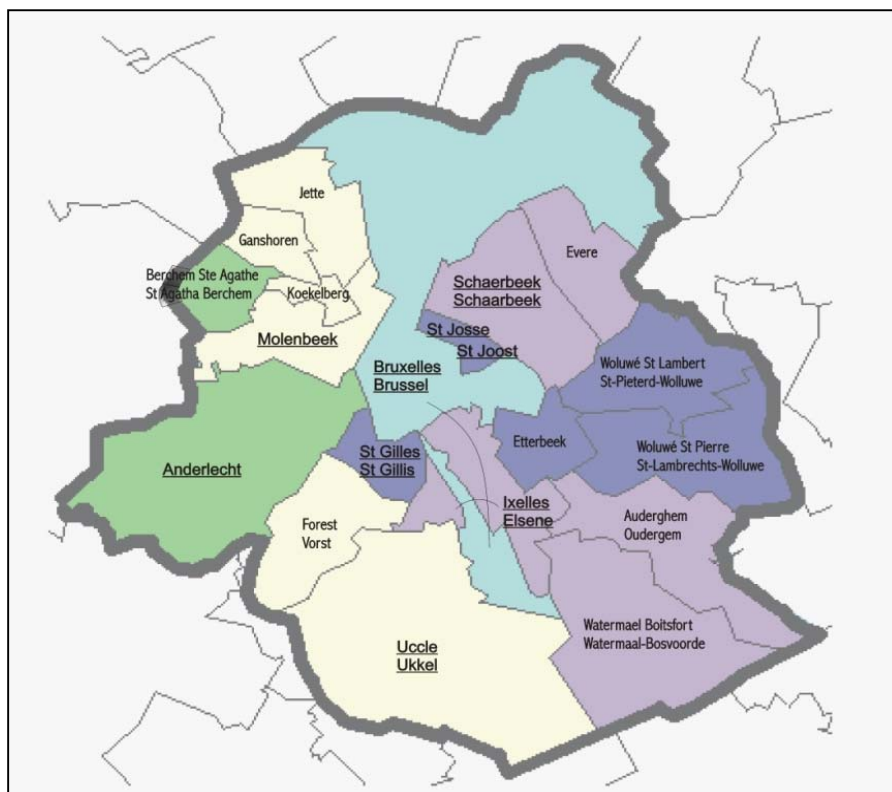 Jette
Ganshoren
Evere
Berchem Ste Agathe
St Agatha Berchem
Koekelberg
Schaerbeek
Schaarbeek
Molenbeek
St Josse
St Joost
Bruxelles
Brussel
Woluwé St Lambert
St-Pieterd-Wolluwe
Etterbeek
Woluwé St Pierre
St-Lambrechts-Wolluwe
St Gilles
St Gillis
Anderlecht
Ixelles
Elsene
Forest
Vorst
Auderghem
Oudergem
Watermael Boitsfort
Watermaal-Bosvoorde
Uccle
Ukkel